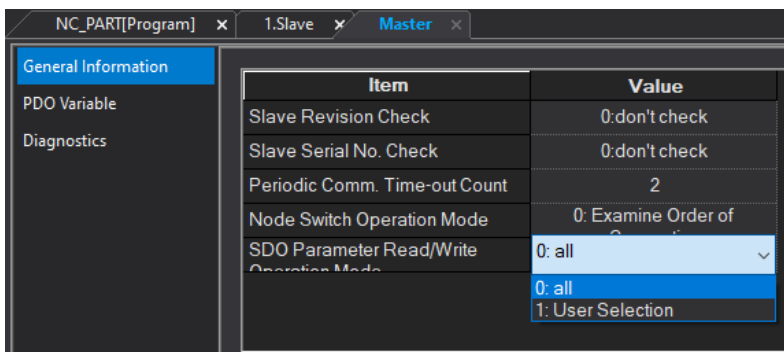 NC_PART[Program] x 1.Slave x Master x
General Information
PDO Variable
Diagnostics
Item Value
Slave Revision Check 0:don't check
Slave Serial No. Check 0:don't check
Periodic Comm. Time-out Count 2
Node Switch Operation Mode 0: Examine Order of
SDO Parameter Read/Write 0: all
Operation Mode
0: all
1: User Selection